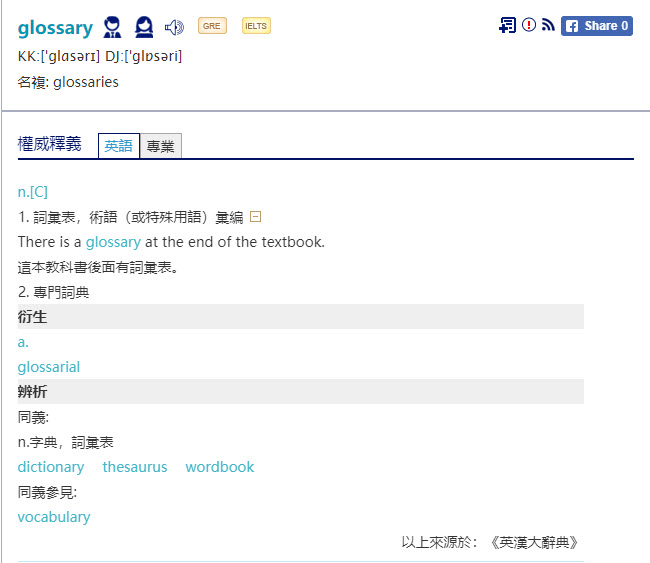 glossary GRE IELTS Share 0
KK:[ˈglɑsərɪ] DJ:[ˈglɒsəri]
名複: glossaries
權威釋義 英語 專業
n.[C]
1. 詞彙表，術語（或特殊用語）彙編
There is a glossary at the end of the textbook.
這本教科書後面有詞彙表。
2. 專門詞典
衍生
a.
glossarial
辨析
同義:
n.字典，詞彙表
dictionary thesaurus wordbook
同義參見:
vocabulary
以上來源於：《英漢大辭典》